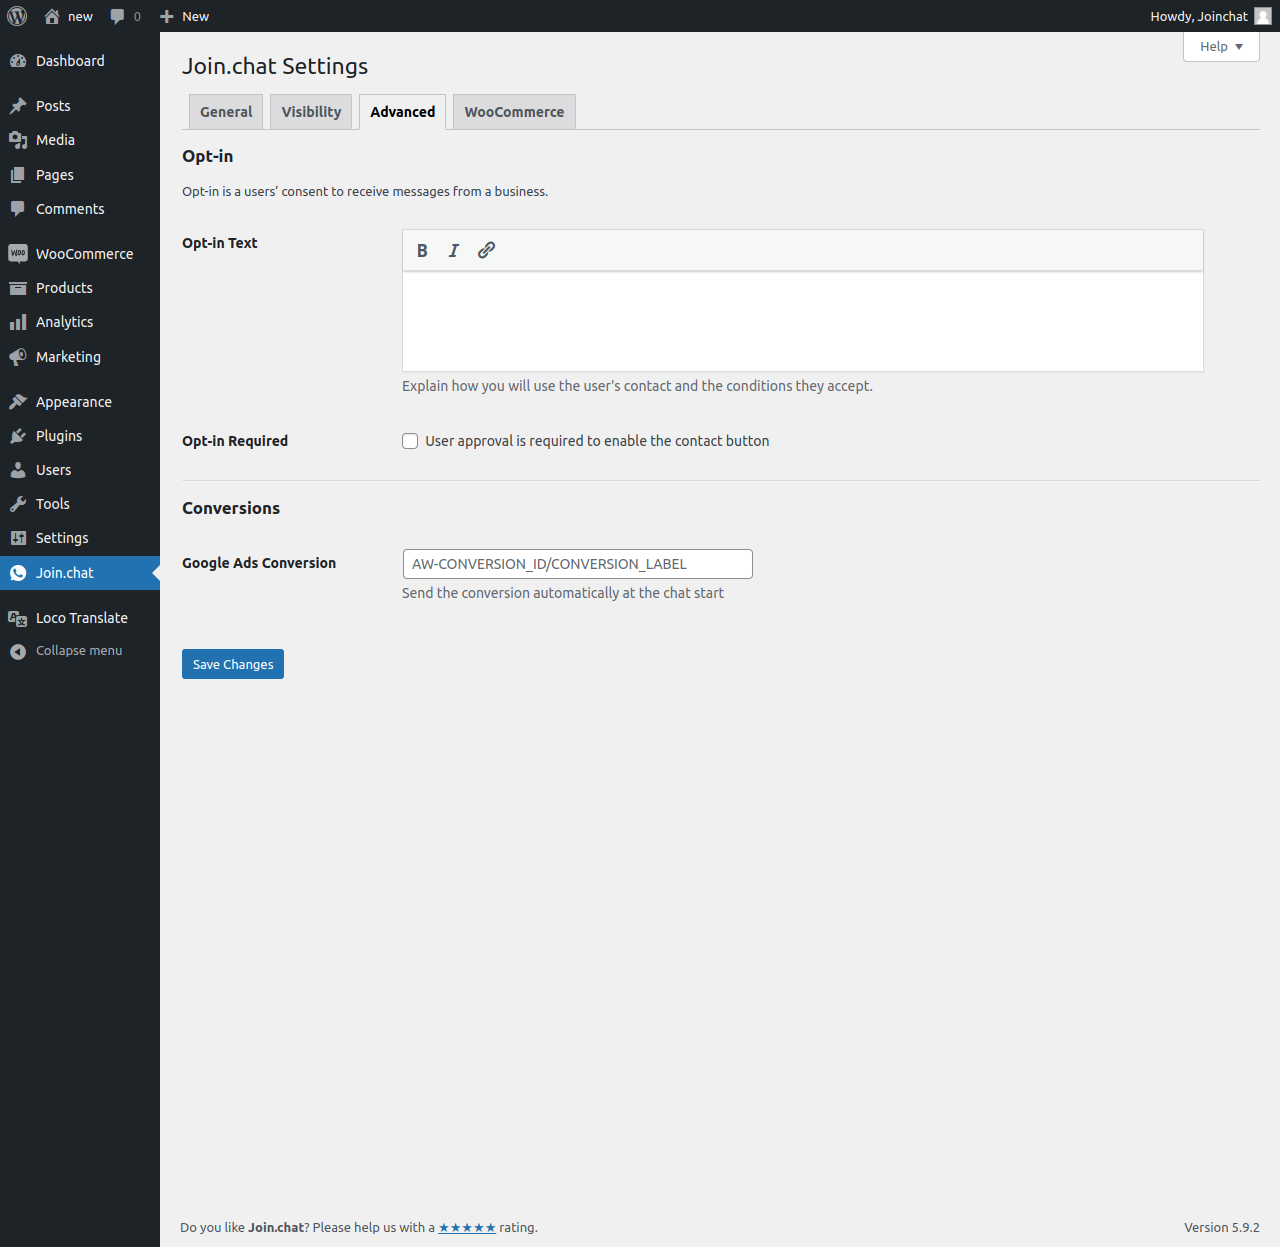 new 0 New Howdy, Joinchat
Help
Dashboard
Posts
Media
Pages
Comments
WOO WooCommerce
Products
Analytics
Marketing
Appearance
Plugins
Users
Tools
Settings
Join.chat
Loco Translate
Collapse menu
Join.chat Settings
General Visibility Advanced WooCommerce
Opt-in
Opt-in is a users’ consent to receive messages from a business.
Opt-in Text
B I
Explain how you will use the user's contact and the conditions they accept.
Opt-in Required User approval is required to enable the contact button
Conversions
Google Ads Conversion AW-CONVERSION_ID/CONVERSION_LABEL
Send the conversion automatically at the chat start
Save Changes
Do you like Join.chat? Please help us with a ★★★★★ rating. Version 5.9.2